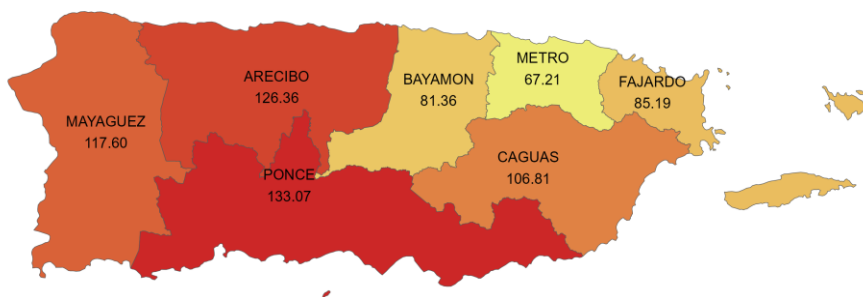 METRO
67.21
ARECIBO
126.36
BAYAMON
81.36
FAJARDO
85.19
MAYAGUEZ
117.60
CAGUAS
106.81
PONCE
133.07